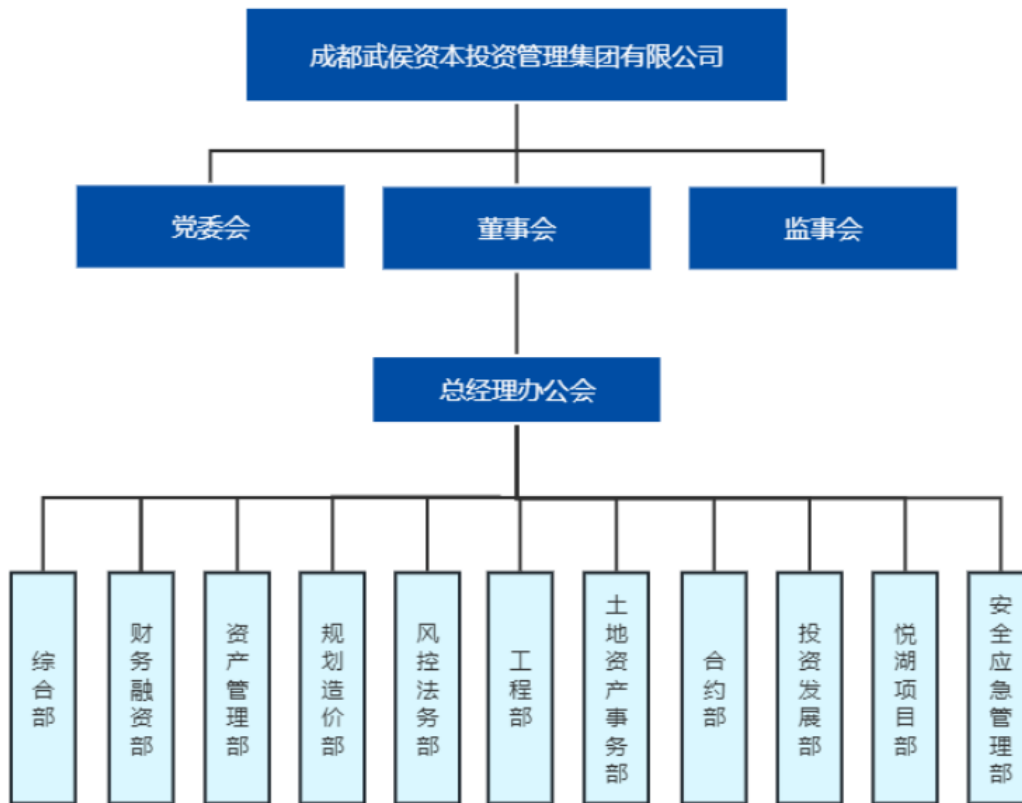 成都武侯资本投资管理集团有限公司
党委会
董事会
监事会
总经理办公会
综合部
财务融资部
资产管理部
规划造价部
风控法务部
工程部
土地资产事务部
合约部
投资发展部
悦湖项目部
安全应急管理部